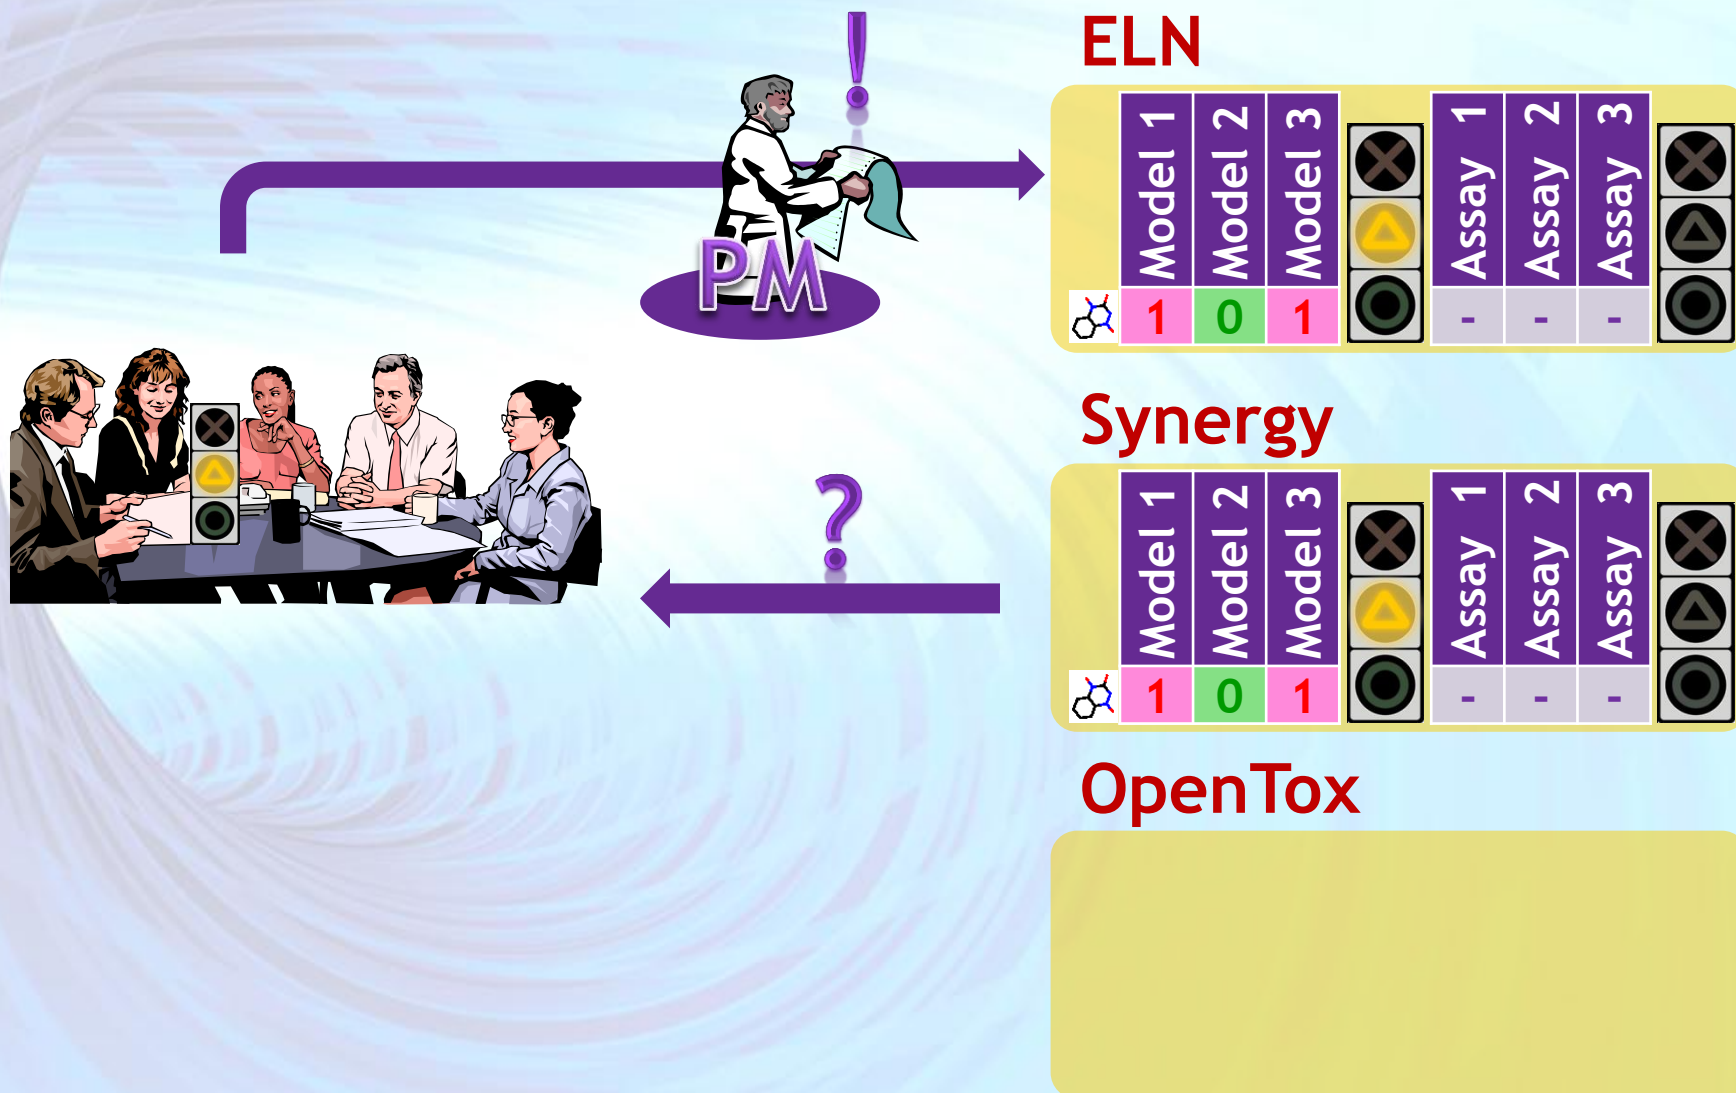 ELN
!
Model 1
Model 2
Model 3
Assay 1
Assay 2
Assay 3
1 0 1 - - -
PM
Synergy
?
Model 1
Model 2
Model 3
Assay 1
Assay 2
Assay 3
1 0 1 - - -
OpenTox